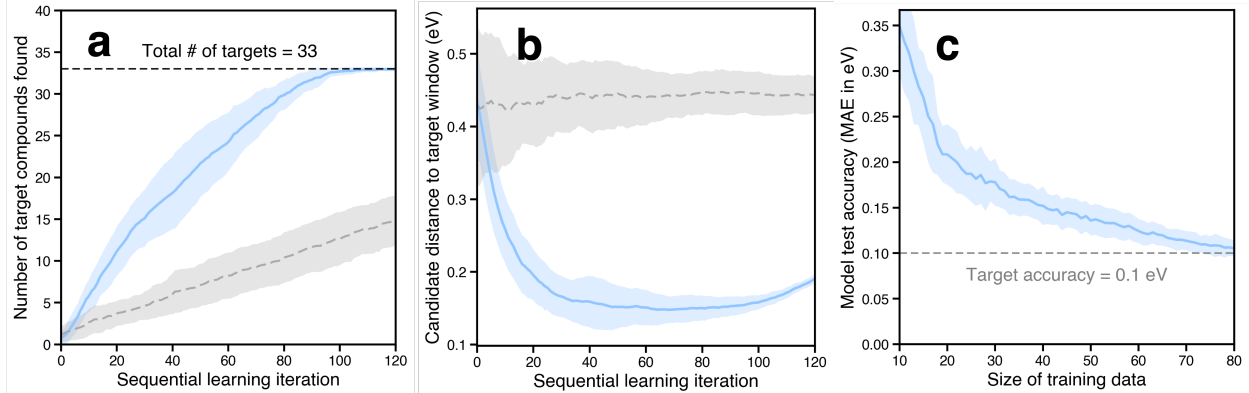 a
Total # of targets = 33
Number of target compounds found
40
35
30
25
20
15
10
5
0
0 20 40 60 80 100 120
Sequential learning iteration
b
Candidate distance to target window (eV)
0.5
0.4
0.3
0.2
0.1
0 20 40 60 80 100 120
Sequential learning iteration
c
Model test accuracy (MAE in eV)
0.35
0.30
0.25
0.20
0.15
0.10
0.05
0.00
Target accuracy = 0.1 eV
10 20 30 40 50 60 70 80
Size of training data